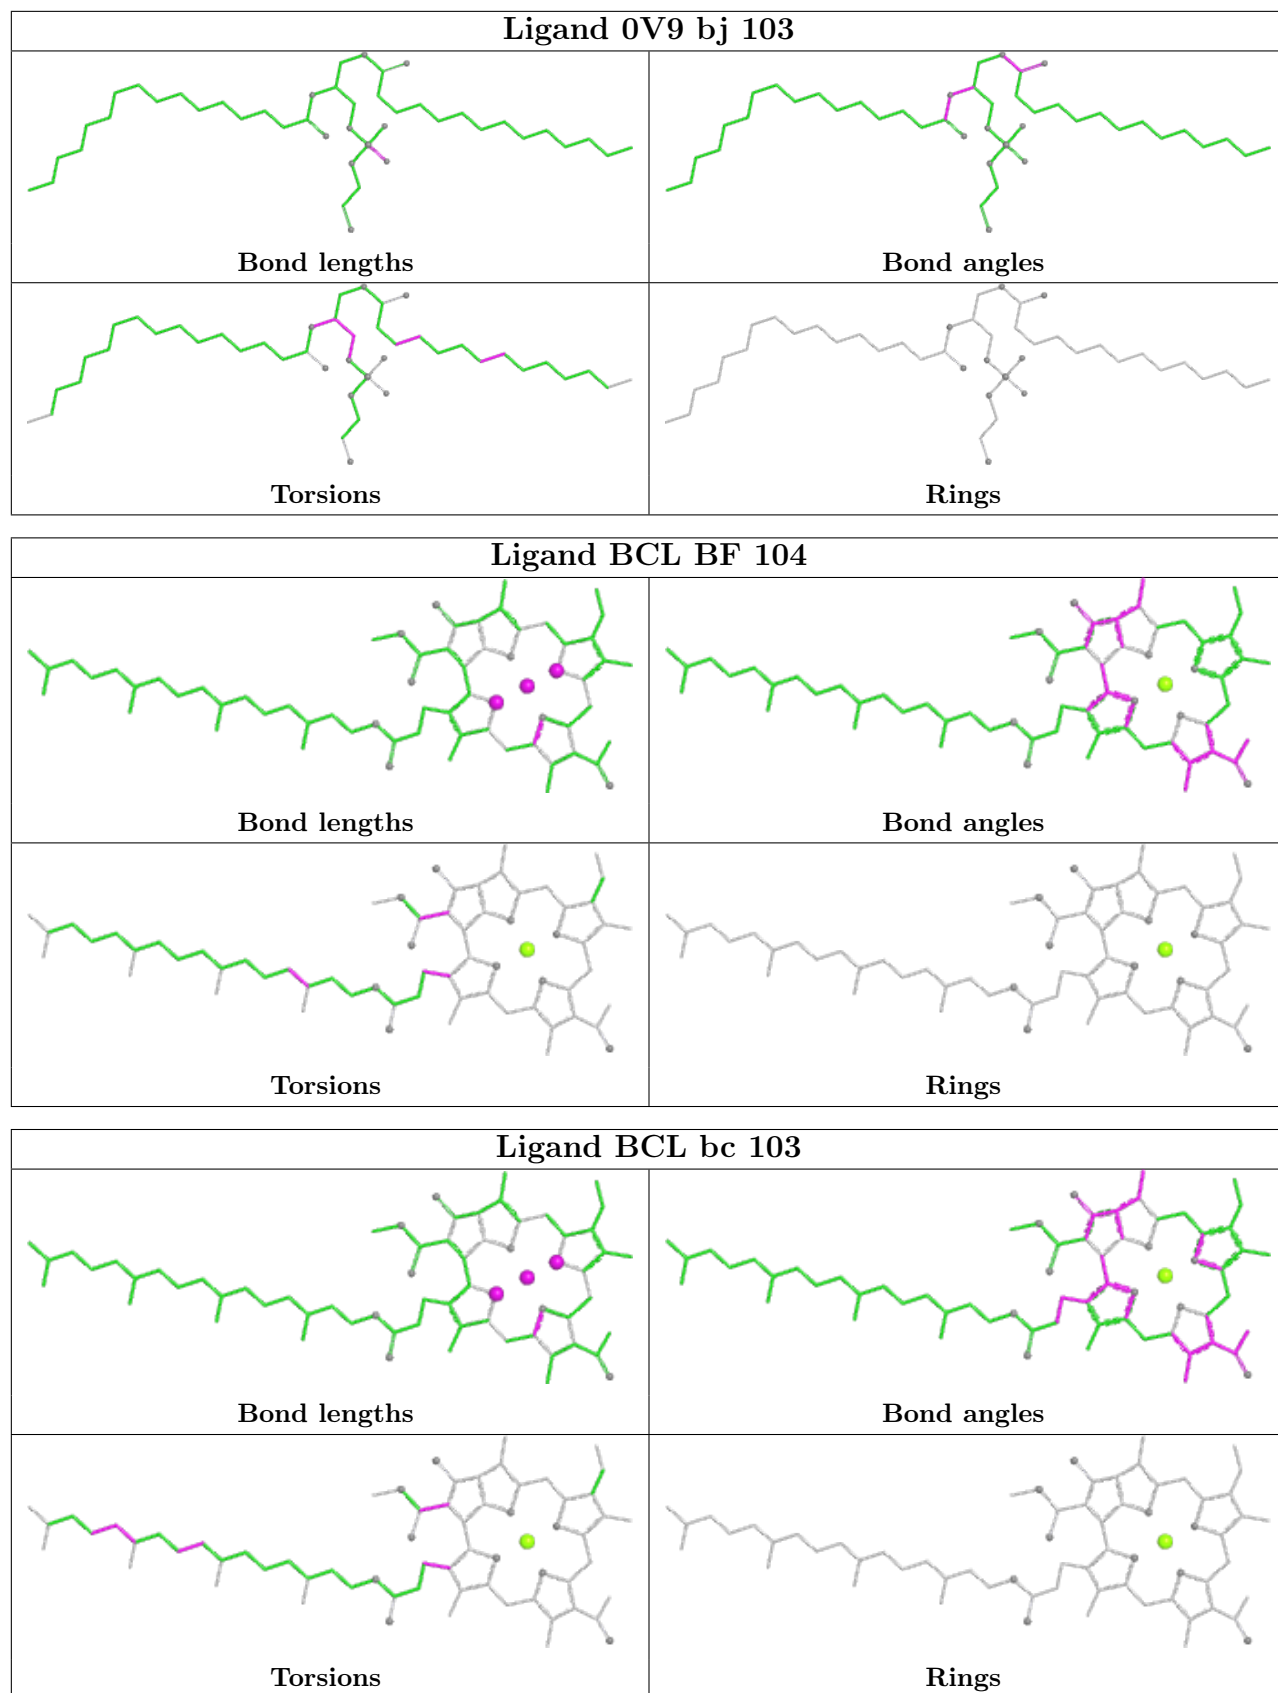 Ligand 0V9 bj 103
Bond lengths
Bond angles
Torsions
Rings
Ligand BCL BF 104
Bond lengths
Bond angles
Torsions
Rings
Ligand BCL bc 103
Bond lengths
Bond angles
Torsions
Rings